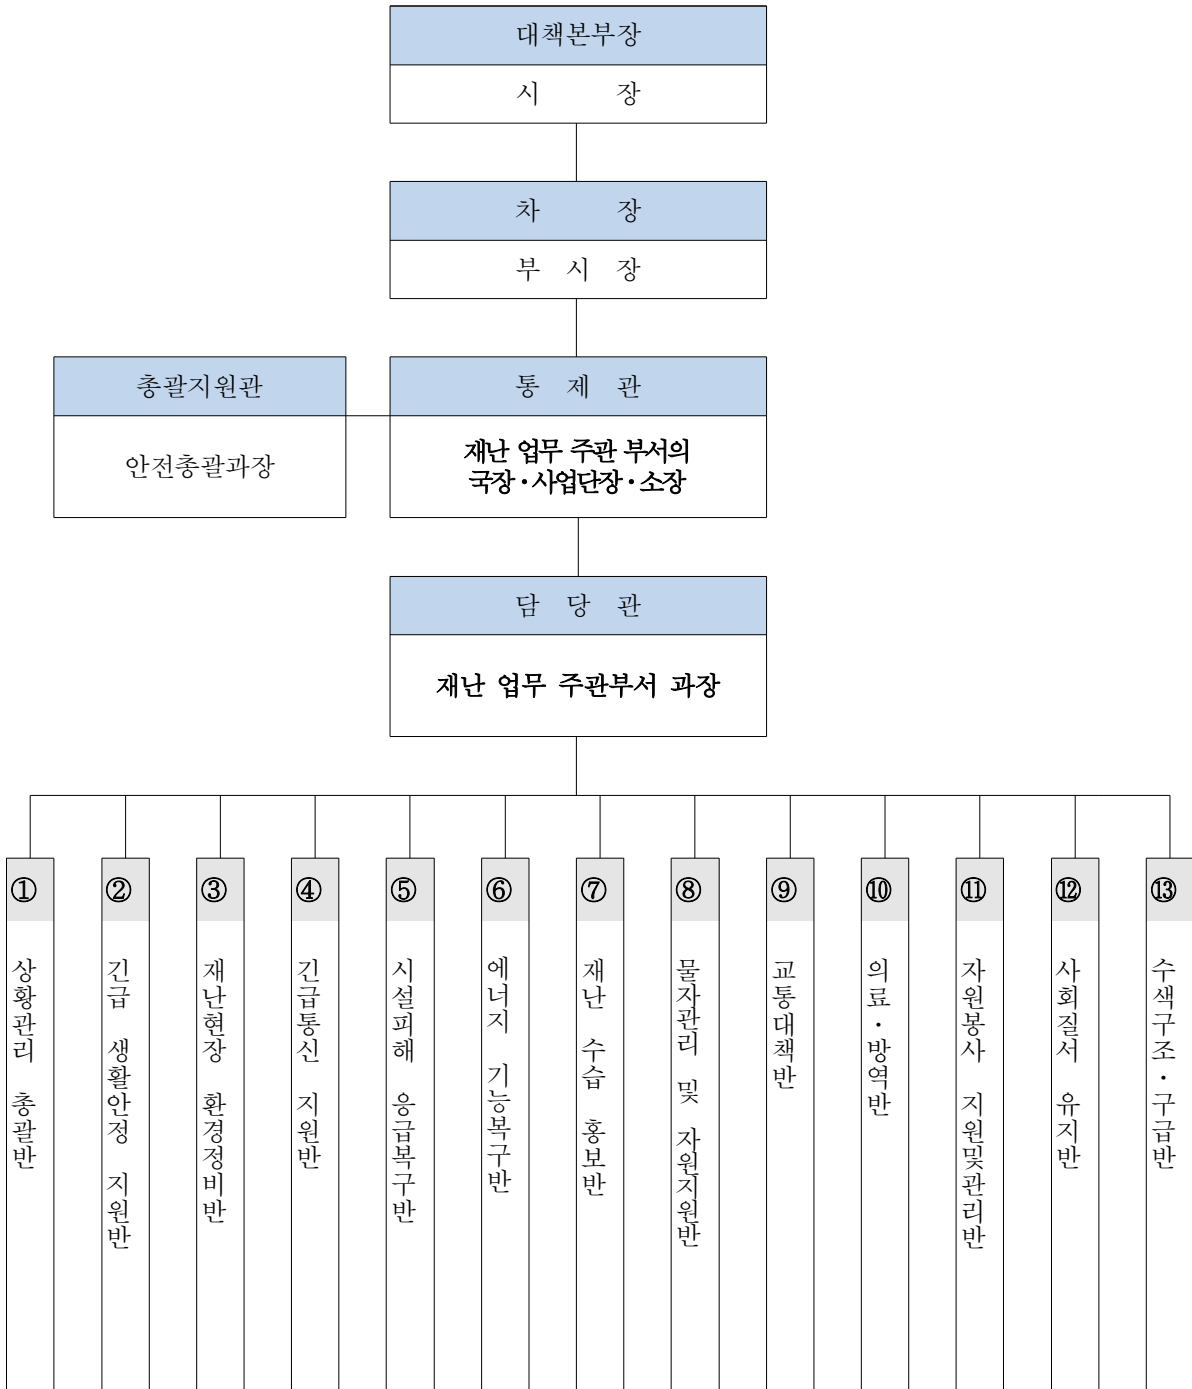 대책본부장
시 장
차 장
부 시 장
총괄지원관
안전총괄과장
통 제 관
재난 업무 주관 부서의
국장·사업단장·소장
담 당 관
재난 업무 주관부서 과장
①
상황관리 총괄반
②
긴급 생활안정 지원반
③
재난현장 환경정비반
④
긴급통신 지원반
⑤
시설피해 응급복구반
⑥
에너지 기능복구반
⑦
재난 수습 홍보반
⑧
물자관리 및 자원지원반
⑨
교통대책반
⑩
의료·방역반
⑪
자원봉사 지원및관리반
⑫
사회질서 유지반
⑬
수색구조·구급반